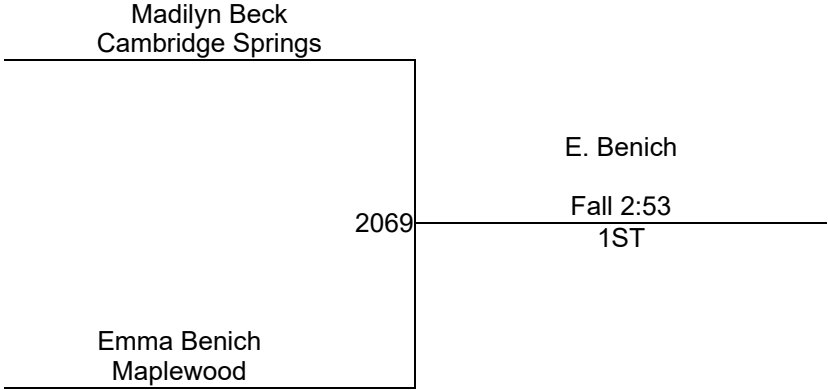 Madilyn Beck
Cambridge Springs
E. Benich
Fall 2:53
2069
1ST
Emma Benich
Maplewood